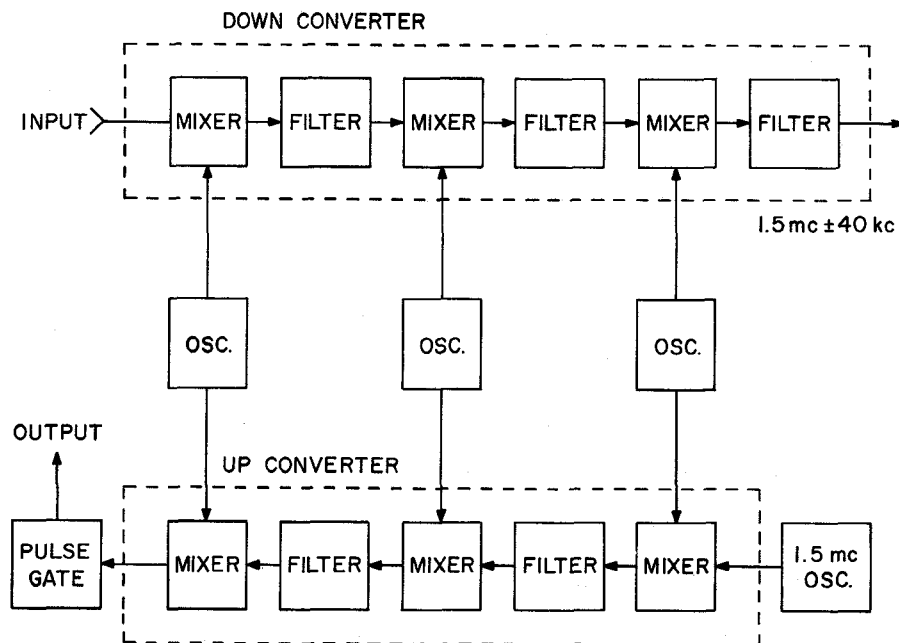 DOWN CONVERTER
INPUT
MIXER
FILTER
MIXER
FILTER
MIXER
FILTER
1.5 mc ± 40 kc
OSC.
OSC.
OSC.
OUTPUT
UP CONVERTER
PULSE
GATE
MIXER
FILTER
MIXER
FILTER
MIXER
1.5 mc
OSC.